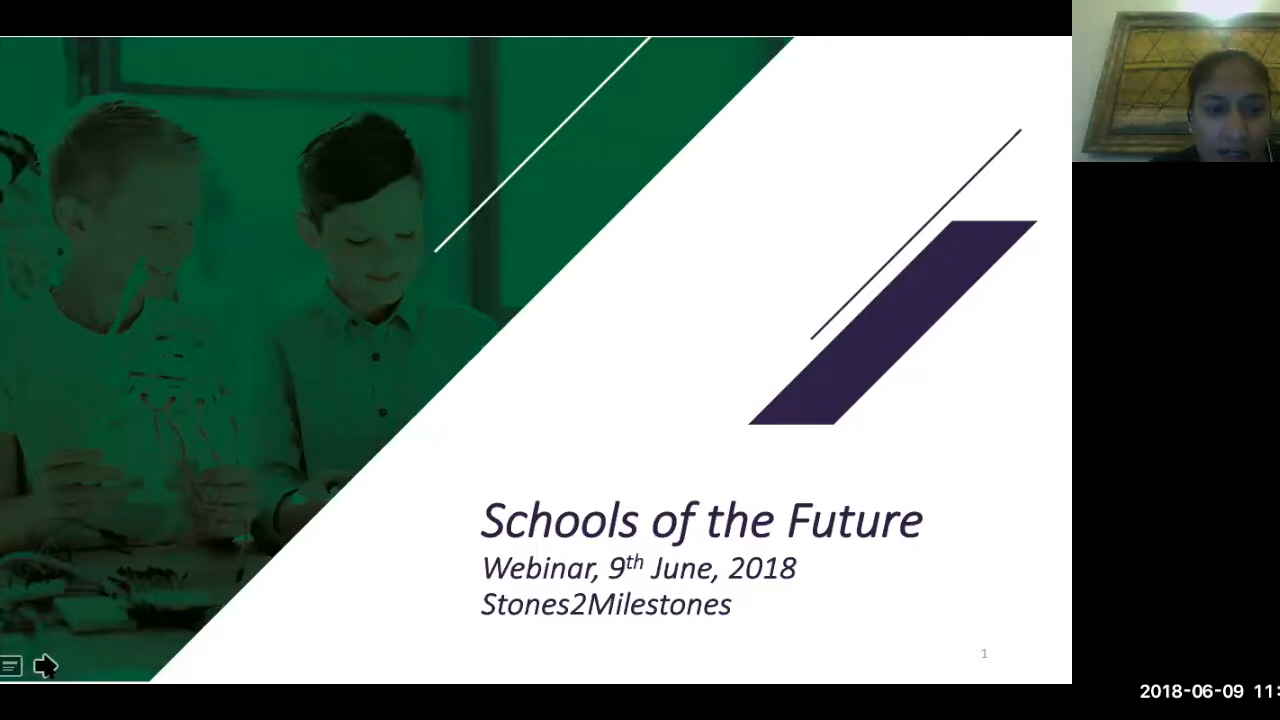 Schools of the Future
Webinar, 9th June, 2018
Stones2Milestones
1
2018-06-09 11: